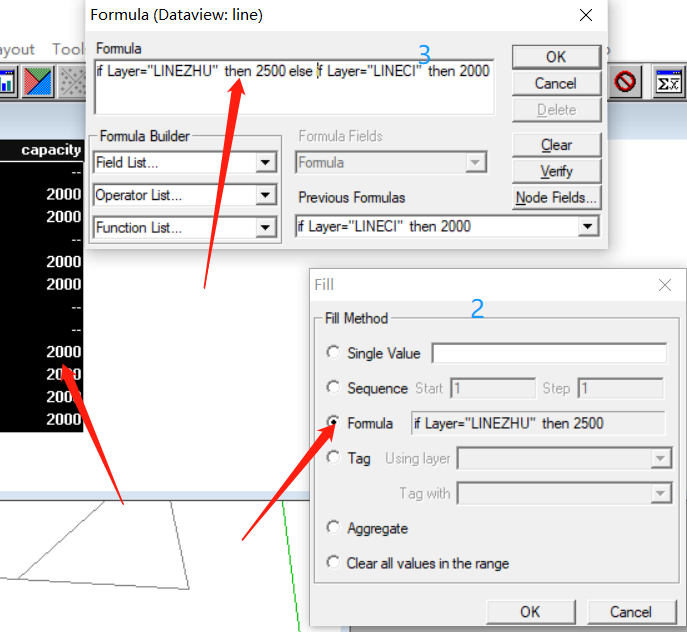 Formula (Dataview: line)
ayout Tool
Formula
3
if Layer="LINEZHU" then 2500 else if Layer="LINECI" then 2000
OK
Cancel
Delete
Clear
Verify
Node Fields...
Formula Builder
Field List...
Operator List...
Function List...
Formula Fields
Formula
Previous Formulas
if Layer="LINECI" then 2000
capacity
--
2000
2000
--
2000
2000
--
--
2000
2000
2000
2000
Fill
2
Fill Method
Single Value
Sequence Start 1 Step 1
Formula if Layer="LINEZHU" then 2500
Tag Using layer
Tag with
Aggregate
Clear all values in the range
OK Cancel